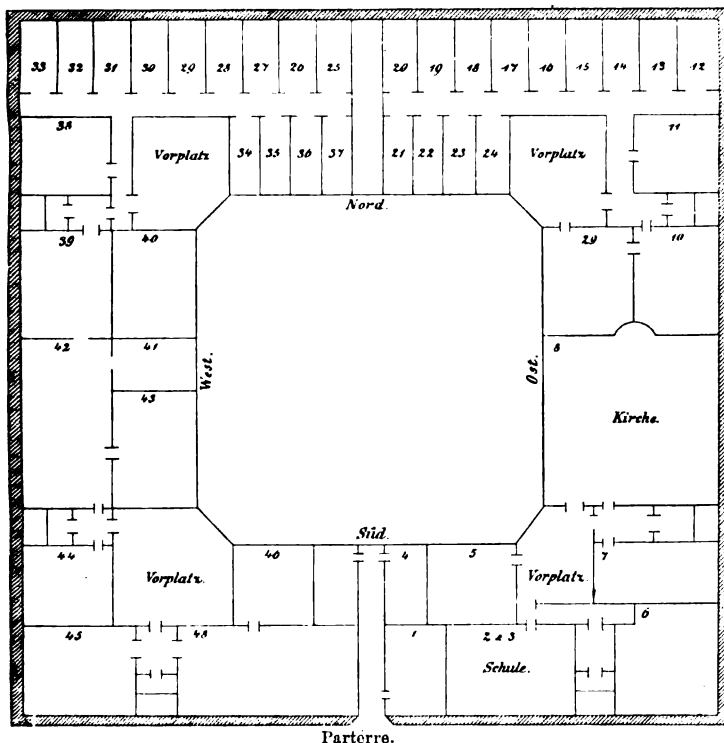 33 32 31 30 29 28 27 26 25 20 19 18 17 16 15 14 13 12
38 11
Vorplatz 34 35 36 37 21 22 23 24 Vorplatz
Nord.
39 40 29 10
42 41 8
West. Ost.
43 Kirche.
Süd.
44 46 4 5 7
Vorplatz. Vorplatz.
6
45 48 1 2 & 3
Schule.
Parterre.